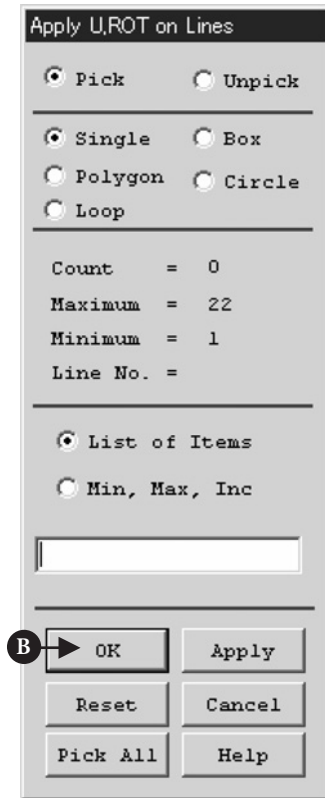 Apply U,ROT on Lines
Pick Unpick
Single Box
Polygon Circle
Loop
Count = 0
Maximum = 22
Minimum = 1
Line No. =
List of Items
Min, Max, Inc
B OK Apply
Reset Cancel
Pick All Help